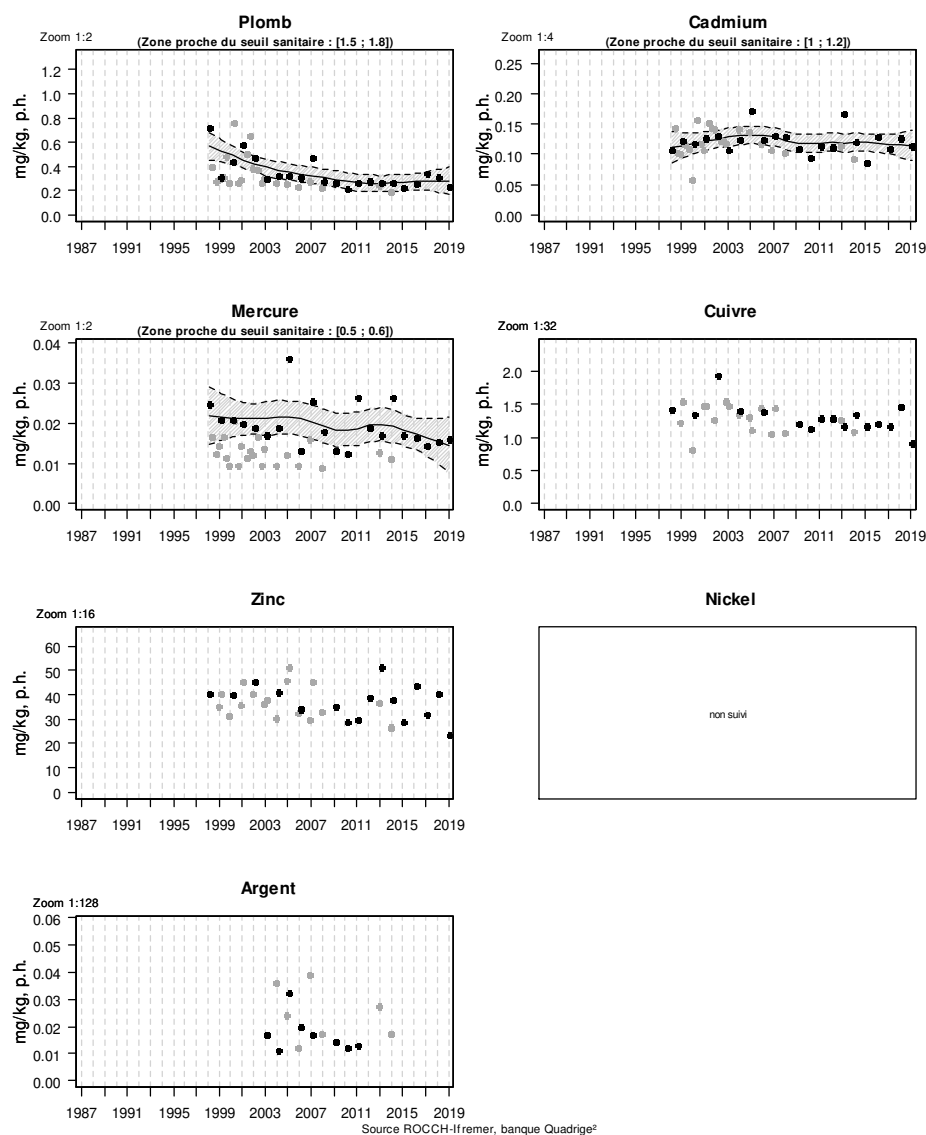 Plomb
Zoom 1:2
(Zone proche du seuil sanitaire : [1.5 ; 1.8])
mg/kg, p.h.
1.2
1.0
0.8
0.6
0.4
0.2
0.0
1987 1991 1995 1999 2003 2007 2011 2015 2019
Cadmium
Zoom 1:4
(Zone proche du seuil sanitaire : [1 ; 1.2])
mg/kg, p.h.
0.25
0.20
0.15
0.10
0.05
0.00
1987 1991 1995 1999 2003 2007 2011 2015 2019
Mercure
Zoom 1:2
(Zone proche du seuil sanitaire : [0.5 ; 0.6])
mg/kg, p.h.
0.04
0.03
0.02
0.01
0.00
1987 1991 1995 1999 2003 2007 2011 2015 2019
Cuivre
Zoom 1:32
mg/kg, p.h.
2.0
1.5
1.0
0.5
0.0
1987 1991 1995 1999 2003 2007 2011 2015 2019
Zinc
Zoom 1:16
mg/kg, p.h.
60
50
40
30
20
10
0
1987 1991 1995 1999 2003 2007 2011 2015 2019
Nickel
non suivi
Argent
Zoom 1:128
mg/kg, p.h.
0.06
0.05
0.04
0.03
0.02
0.01
0.00
1987 1991 1995 1999 2003 2007 2011 2015 2019
Source ROCCH-Ifremer, banque Quadrige²